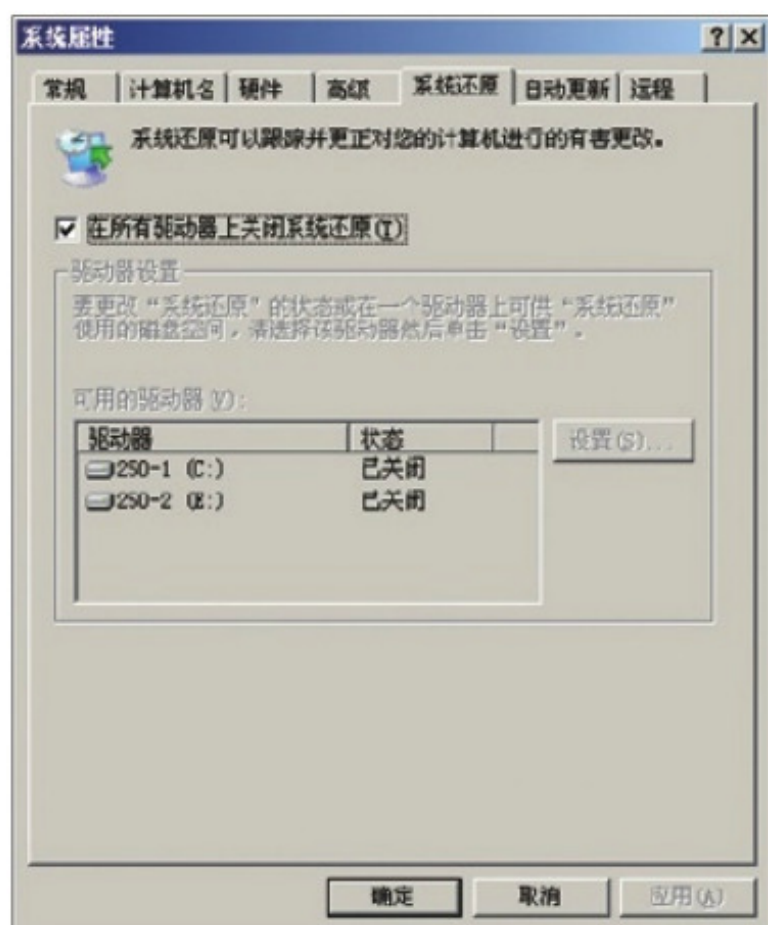 系统属性
常规 计算机名 硬件 高级 系统还原 自动更新 远程
系统还原可以跟踪并更正对您的计算机进行的有害更改。
在所有驱动器上关闭系统还原(T)
驱动器设置
要更改“系统还原”的状态或在一个驱动器上可供“系统还原”
使用的磁盘空间，请选择该驱动器然后单击“设置”。
可用的驱动器(V):
驱动器 状态
250-1 (C:) 已关闭
设置(S)...
250-2 (E:) 已关闭
确定 取消 应用(A)